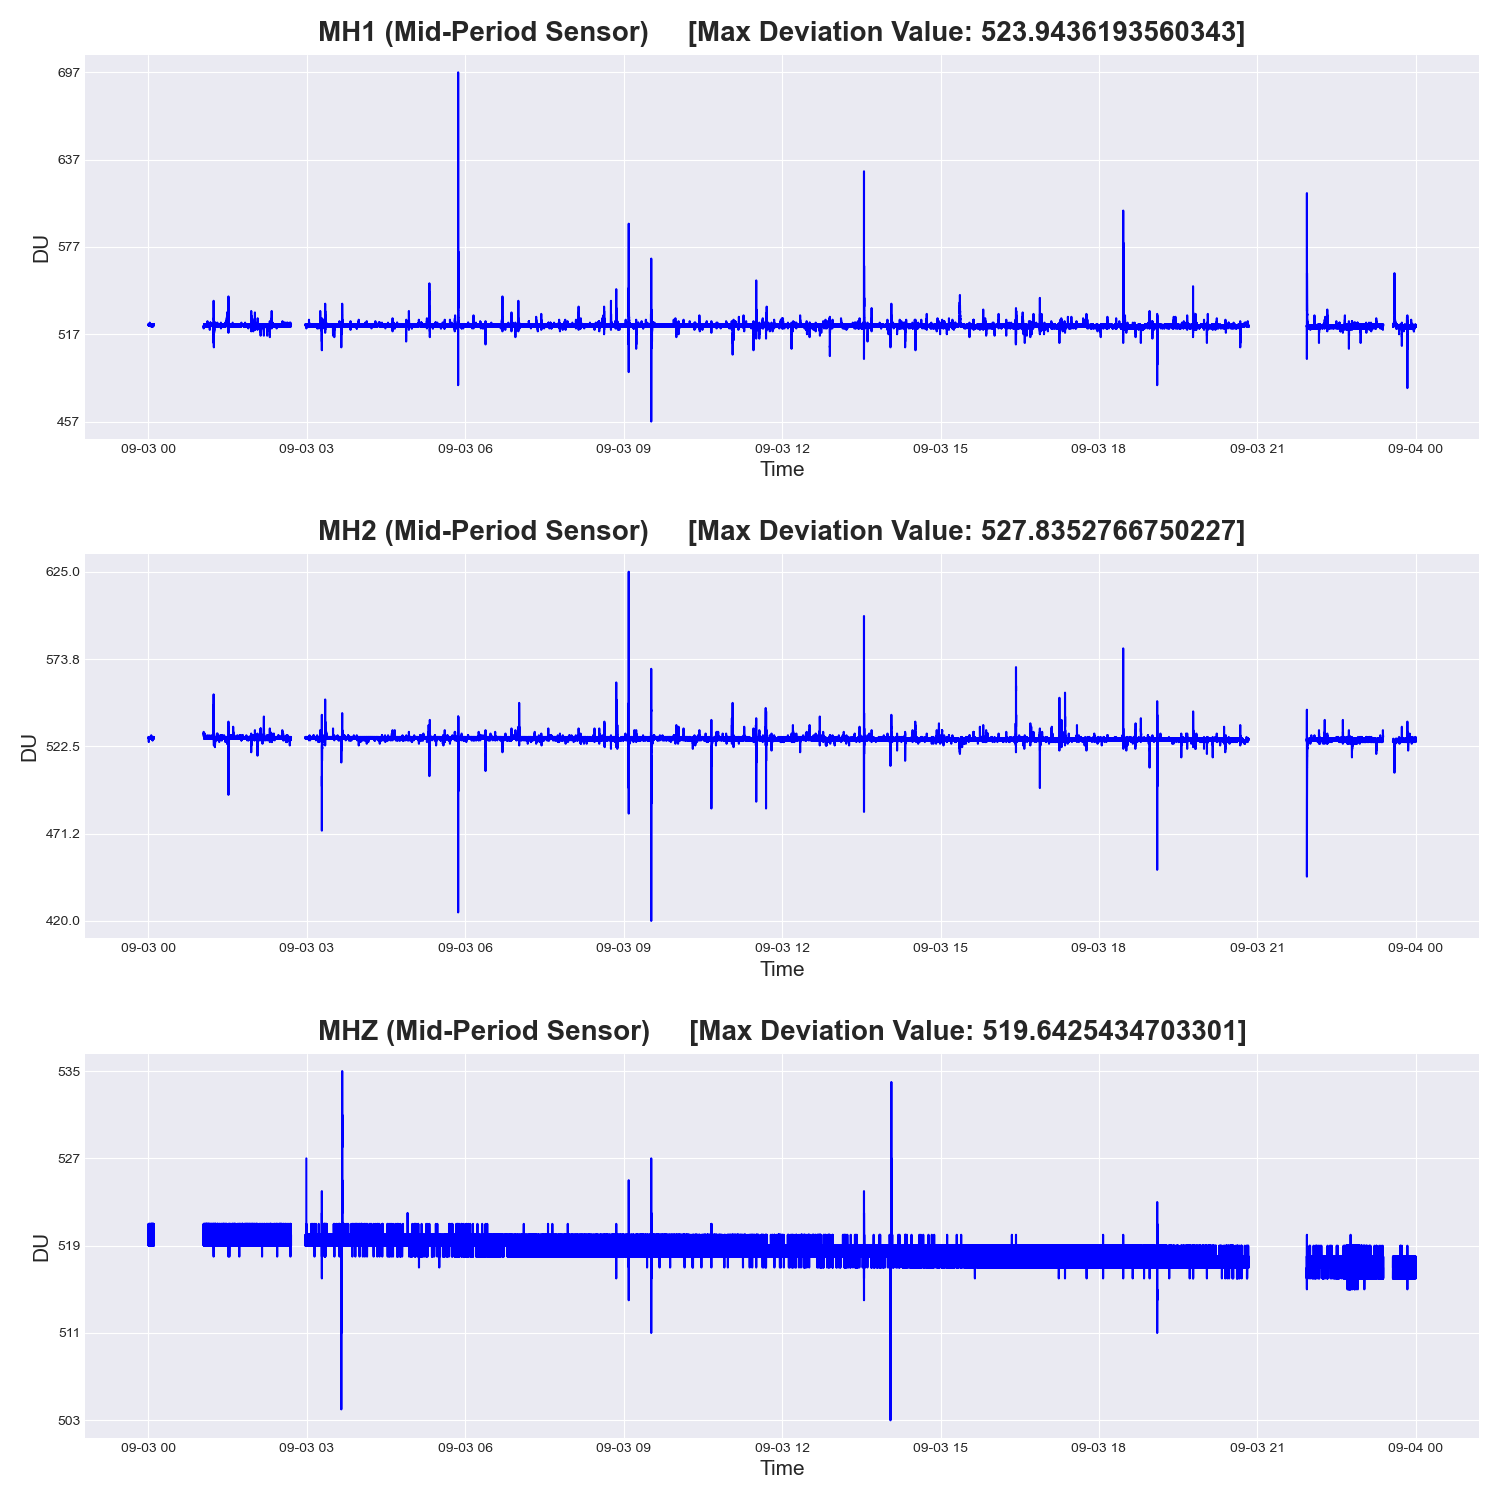 MH1 (Mid-Period Sensor) [Max Deviation Value: 523.9436193560343]
697
637
577
517
457
DU
09-03 00 09-03 03 09-03 06 09-03 09 09-03 12 09-03 15 09-03 18 09-03 21 09-04 00
Time
MH2 (Mid-Period Sensor) [Max Deviation Value: 527.8352766750227]
625.0
573.8
522.5
471.2
420.0
DU
09-03 00 09-03 03 09-03 06 09-03 09 09-03 12 09-03 15 09-03 18 09-03 21 09-04 00
Time
MHZ (Mid-Period Sensor) [Max Deviation Value: 519.6425434703301]
535
527
519
511
503
DU
09-03 00 09-03 03 09-03 06 09-03 09 09-03 12 09-03 15 09-03 18 09-03 21 09-04 00
Time